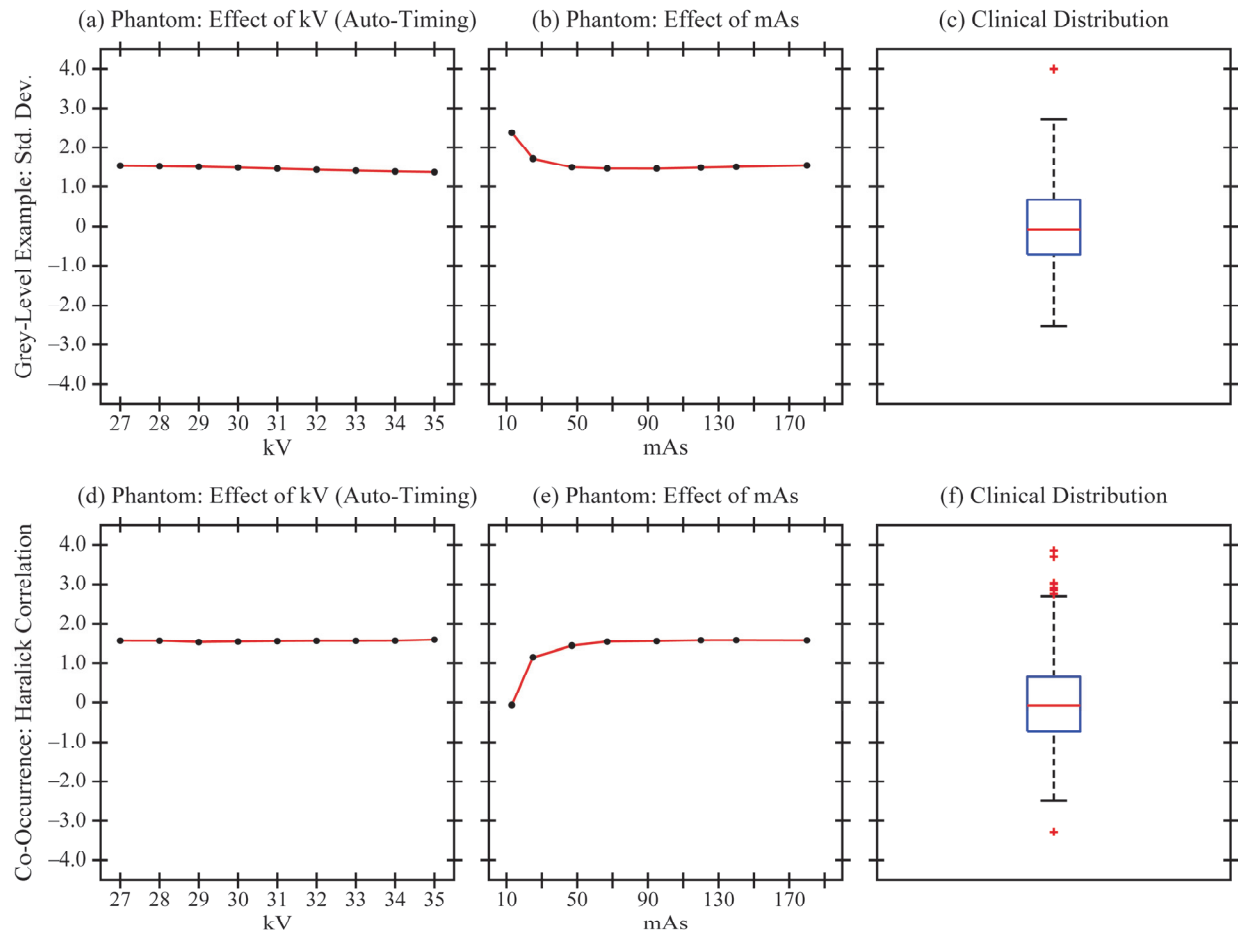 (a) Phantom: Effect of kV (Auto-Timing)
(b) Phantom: Effect of mAs
(c) Clinical Distribution
Grey-Level Example: Std. Dev.
4.0
3.0
2.0
1.0
0
−1.0
−2.0
−3.0
−4.0
27 28 29 30 31 32 33 34 35
kV
10 50 90 130 170
mAs
(d) Phantom: Effect of kV (Auto-Timing)
(e) Phantom: Effect of mAs
(f) Clinical Distribution
Co-Occurrence: Haralick Correlation
4.0
3.0
2.0
1.0
0
−1.0
−2.0
−3.0
−4.0
27 28 29 30 31 32 33 34 35
kV
10 50 90 130 170
mAs